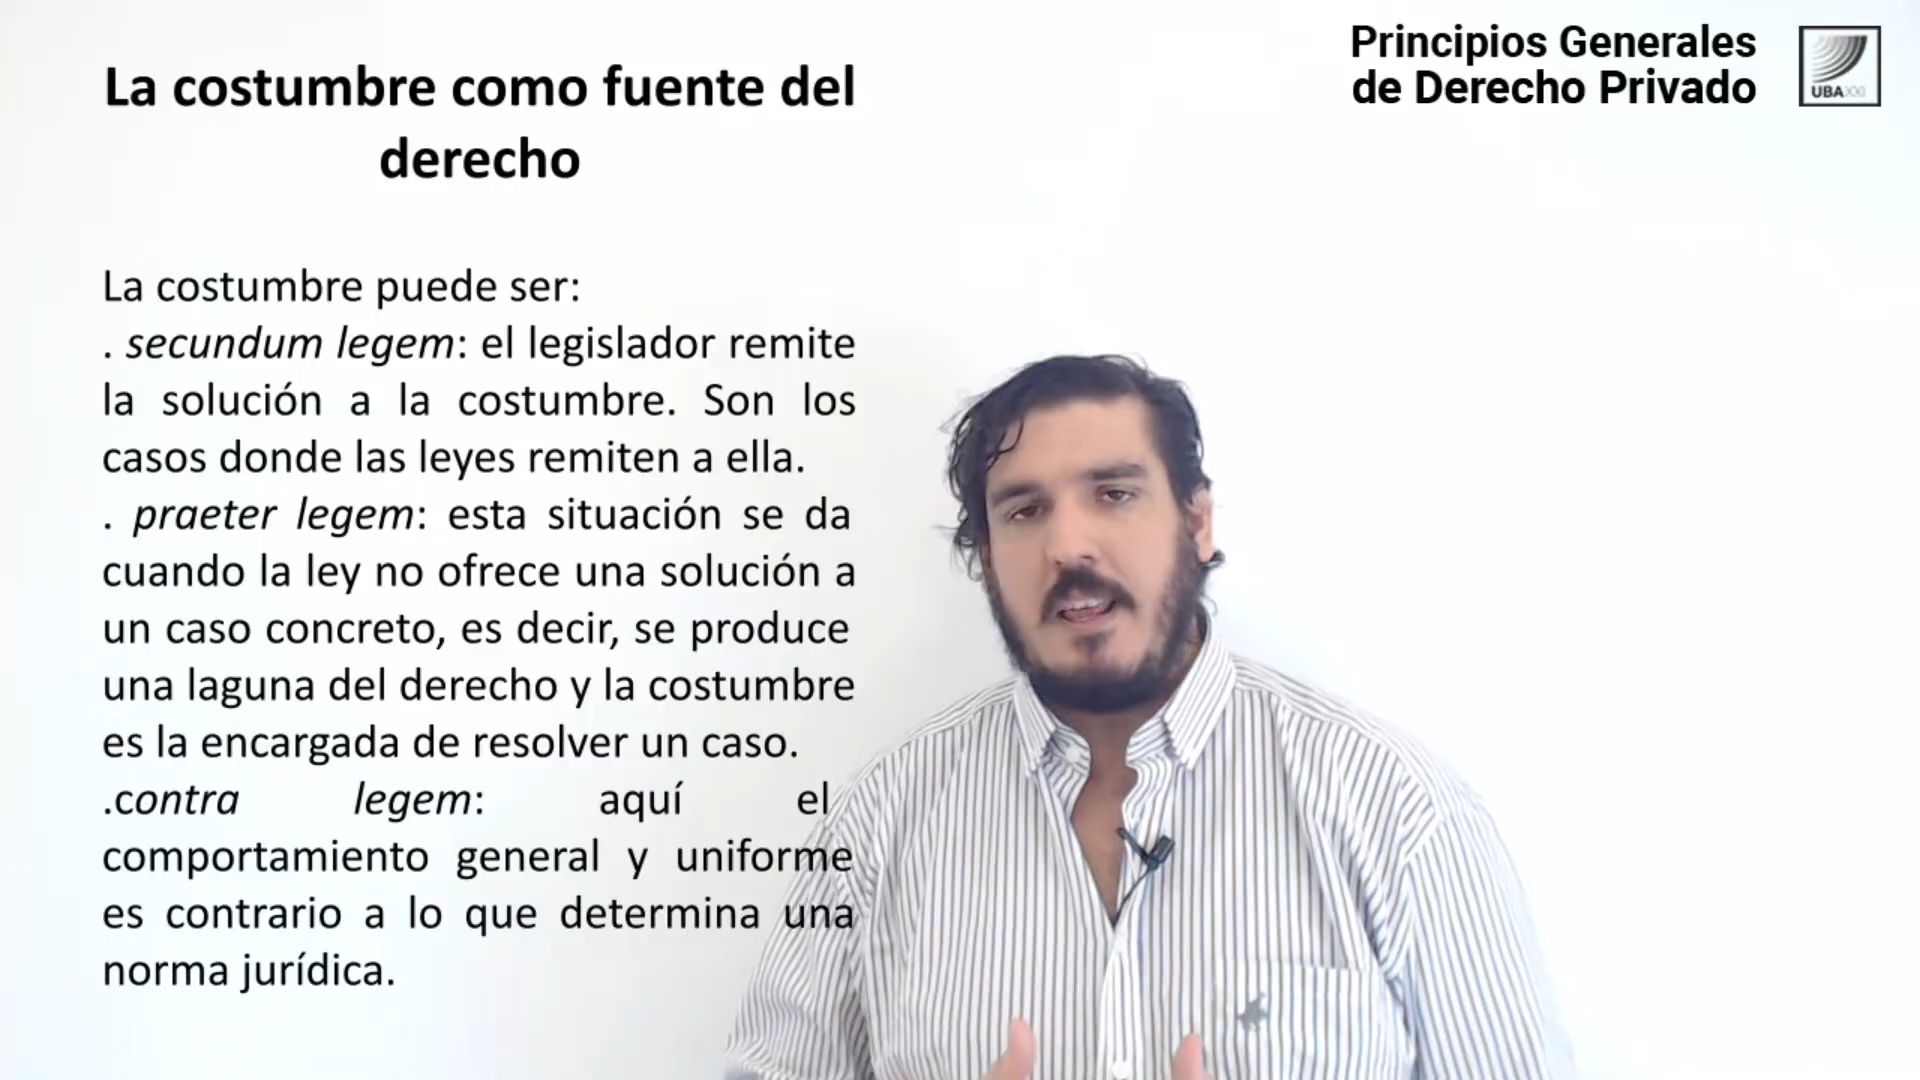 La costumbre como fuente del
derecho
La costumbre puede ser:
. secundum legem: el legislador remite
la solución a la costumbre. Son los
casos donde las leyes remiten a ella.
. praeter legem: esta situación se da
cuando la ley no ofrece una solución a
un caso concreto, es decir, se produce
una laguna del derecho y la costumbre
es la encargada de resolver un caso.
.contra legem: aquí el
comportamiento general y uniforme
es contrario a lo que determina una
norma jurídica.
Principios Generales
de Derecho Privado
UBAXXI